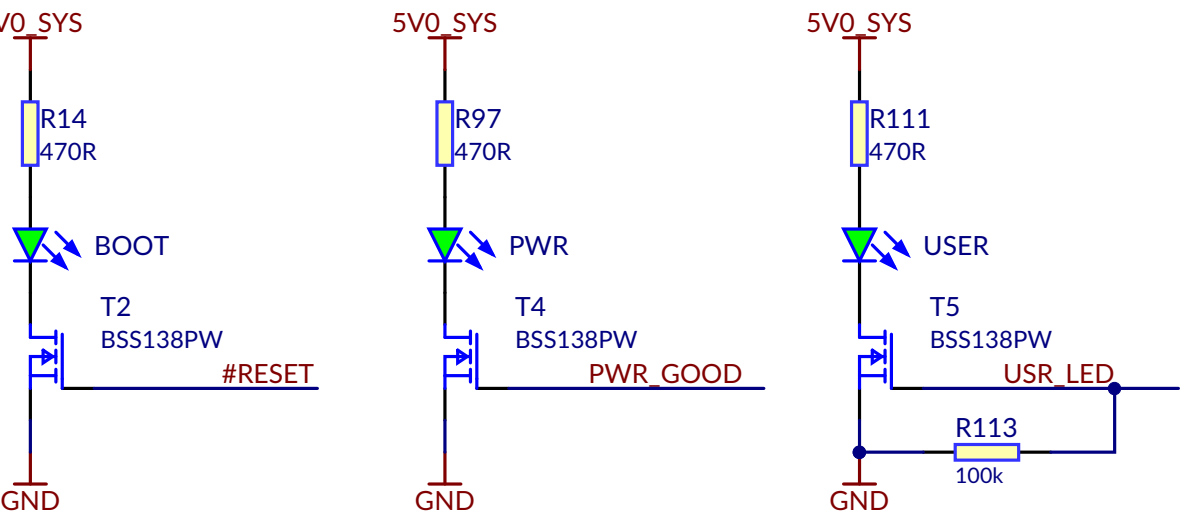 V0_SYS
R14
470R
BOOT
T2
BSS138PW
#RESET
GND
5V0_SYS
R97
470R
PWR
T4
BSS138PW
PWR_GOOD
GND
5V0_SYS
R111
470R
USER
T5
BSS138PW
USR_LED
R113
100k
GND